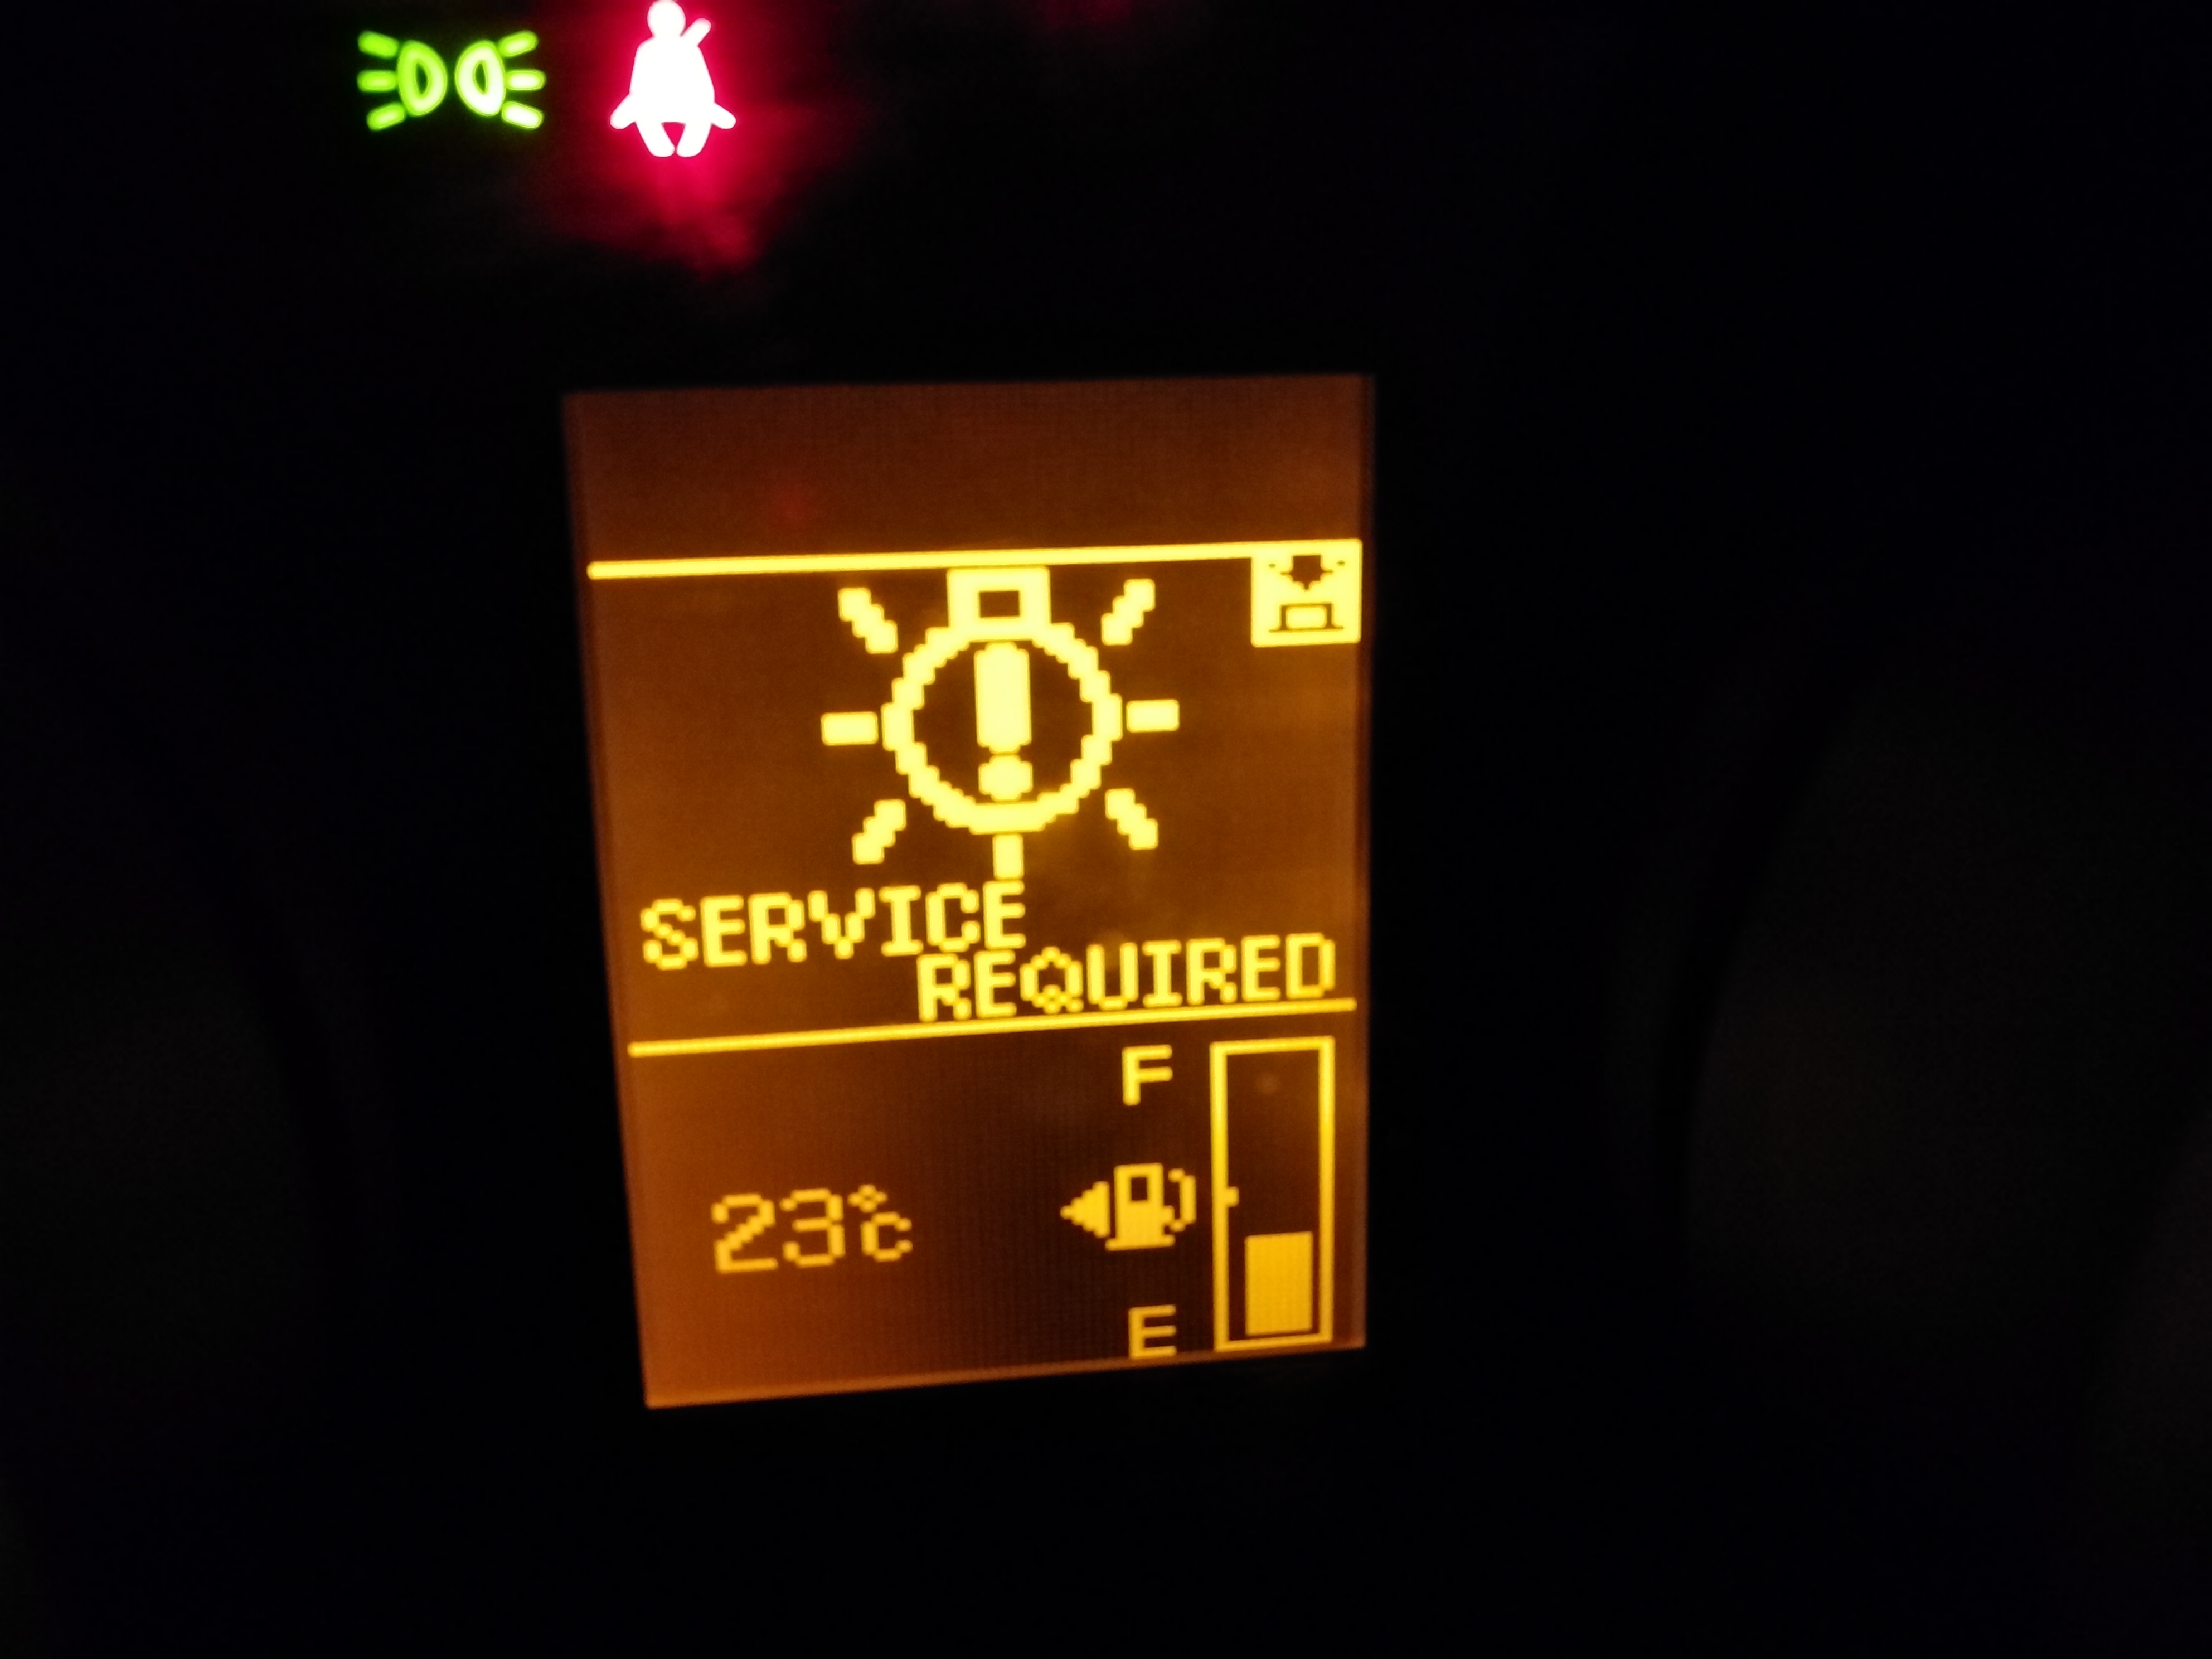 SERVICE
REQUIRED
F
23℃
E